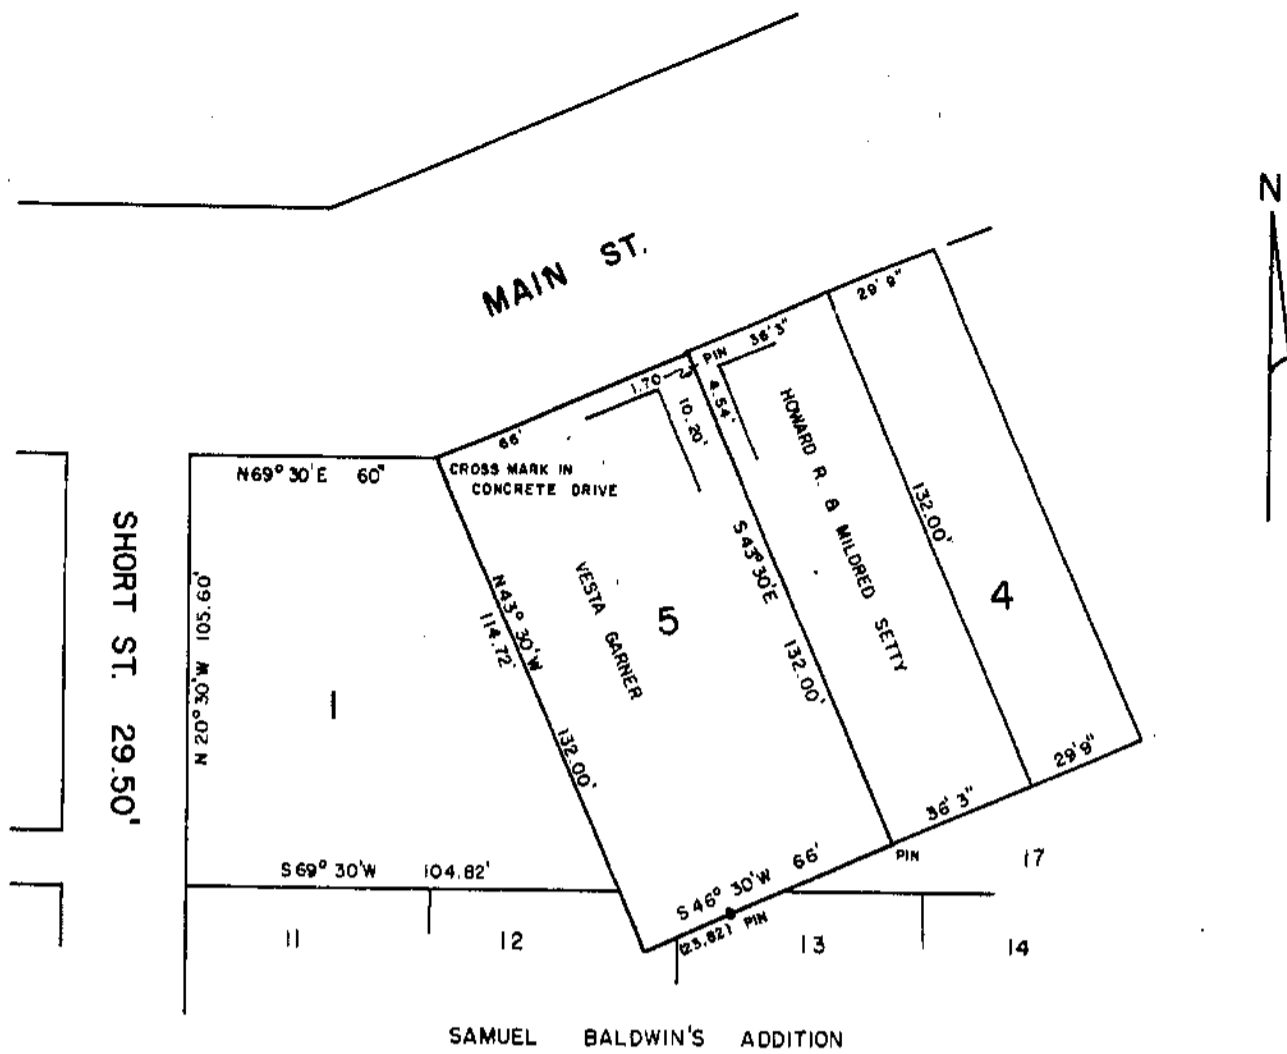 N
MAIN ST.
29' 9"
36' 3"
PIN
1.70
10.20'
4.54'
66'
CROSS MARK IN
CONCRETE DRIVE
N69° 30'E 60"
SHORT ST. 29.50'
N 20° 30'W 105.60'
1
N43° 30'W
114.72'
132.00'
VESTA GARNER
5
S 43° 30'E
132.00'
HOWARD R. & MILDRED SETTY
132.00'
4
29' 9"
36' 3"
PIN
17
S 69° 30'W 104.82'
S 46° 30'W 66'
(23.82) PIN
11
12
13
14
SAMUEL BALDWIN'S ADDITION